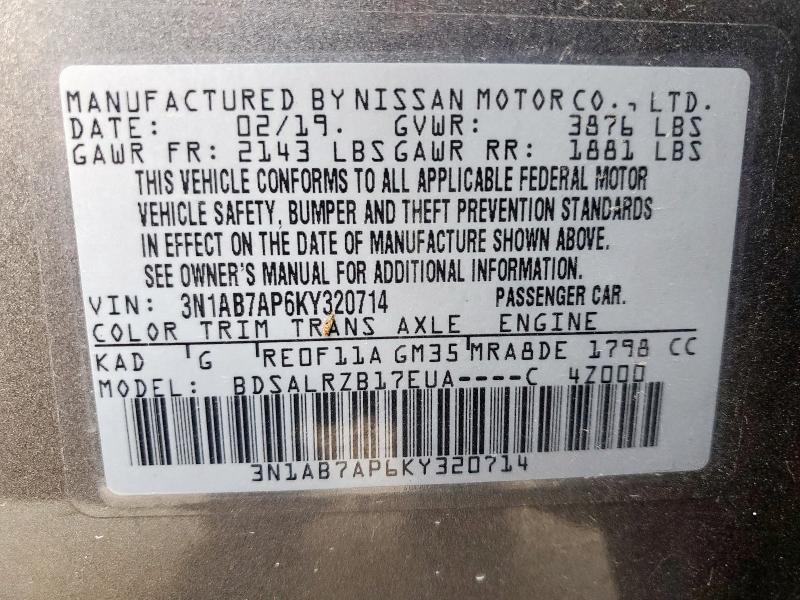 MANUFACTURED BY NISSAN MOTOR CO., LTD.
DATE: 02/19. GVWR: 3876 LBS
GAWR FR: 2143 LBS GAWR RR: 1881 LBS
THIS VEHICLE CONFORMS TO ALL APPLICABLE FEDERAL MOTOR
VEHICLE SAFETY, BUMPER AND THEFT PREVENTION STANDARDS
IN EFFECT ON THE DATE OF MANUFACTURE SHOWN ABOVE.
SEE OWNER'S MANUAL FOR ADDITIONAL INFORMATION.
VIN: 3N1AB7AP6KY320714 PASSENGER CAR.
COLOR TRIM TRANS AXLE ENGINE
KAD G RE0F11A GM35 MRA8DE 1798 CC
MODEL: BDSALRZB17EUA----C 4Z000
3N1AB7AP6KY320714